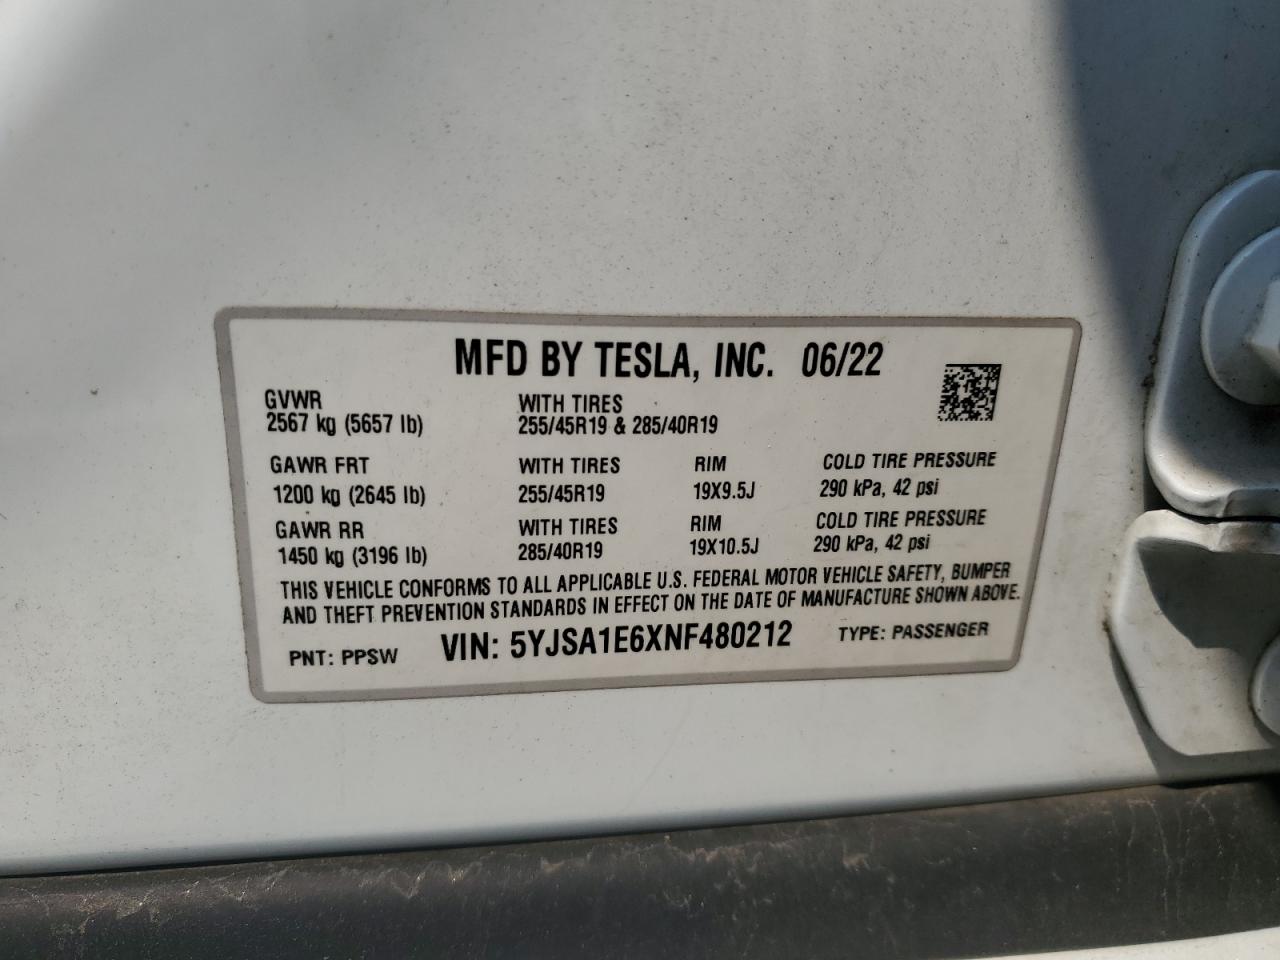 MFD BY TESLA, INC. 06/22
GVWR WITH TIRES
2567 kg (5657 lb) 255/45R19 & 285/40R19
GAWR FRT WITH TIRES RIM COLD TIRE PRESSURE
1200 kg (2645 lb) 255/45R19 19X9.5J 290 kPa, 42 psi
GAWR RR WITH TIRES RIM COLD TIRE PRESSURE
1450 kg (3196 lb) 285/40R19 19X10.5J 290 kPa, 42 psi
THIS VEHICLE CONFORMS TO ALL APPLICABLE U.S. FEDERAL MOTOR VEHICLE SAFETY, BUMPER
AND THEFT PREVENTION STANDARDS IN EFFECT ON THE DATE OF MANUFACTURE SHOWN ABOVE.
PNT: PPSW VIN: 5YJSA1E6XNF480212 TYPE: PASSENGER